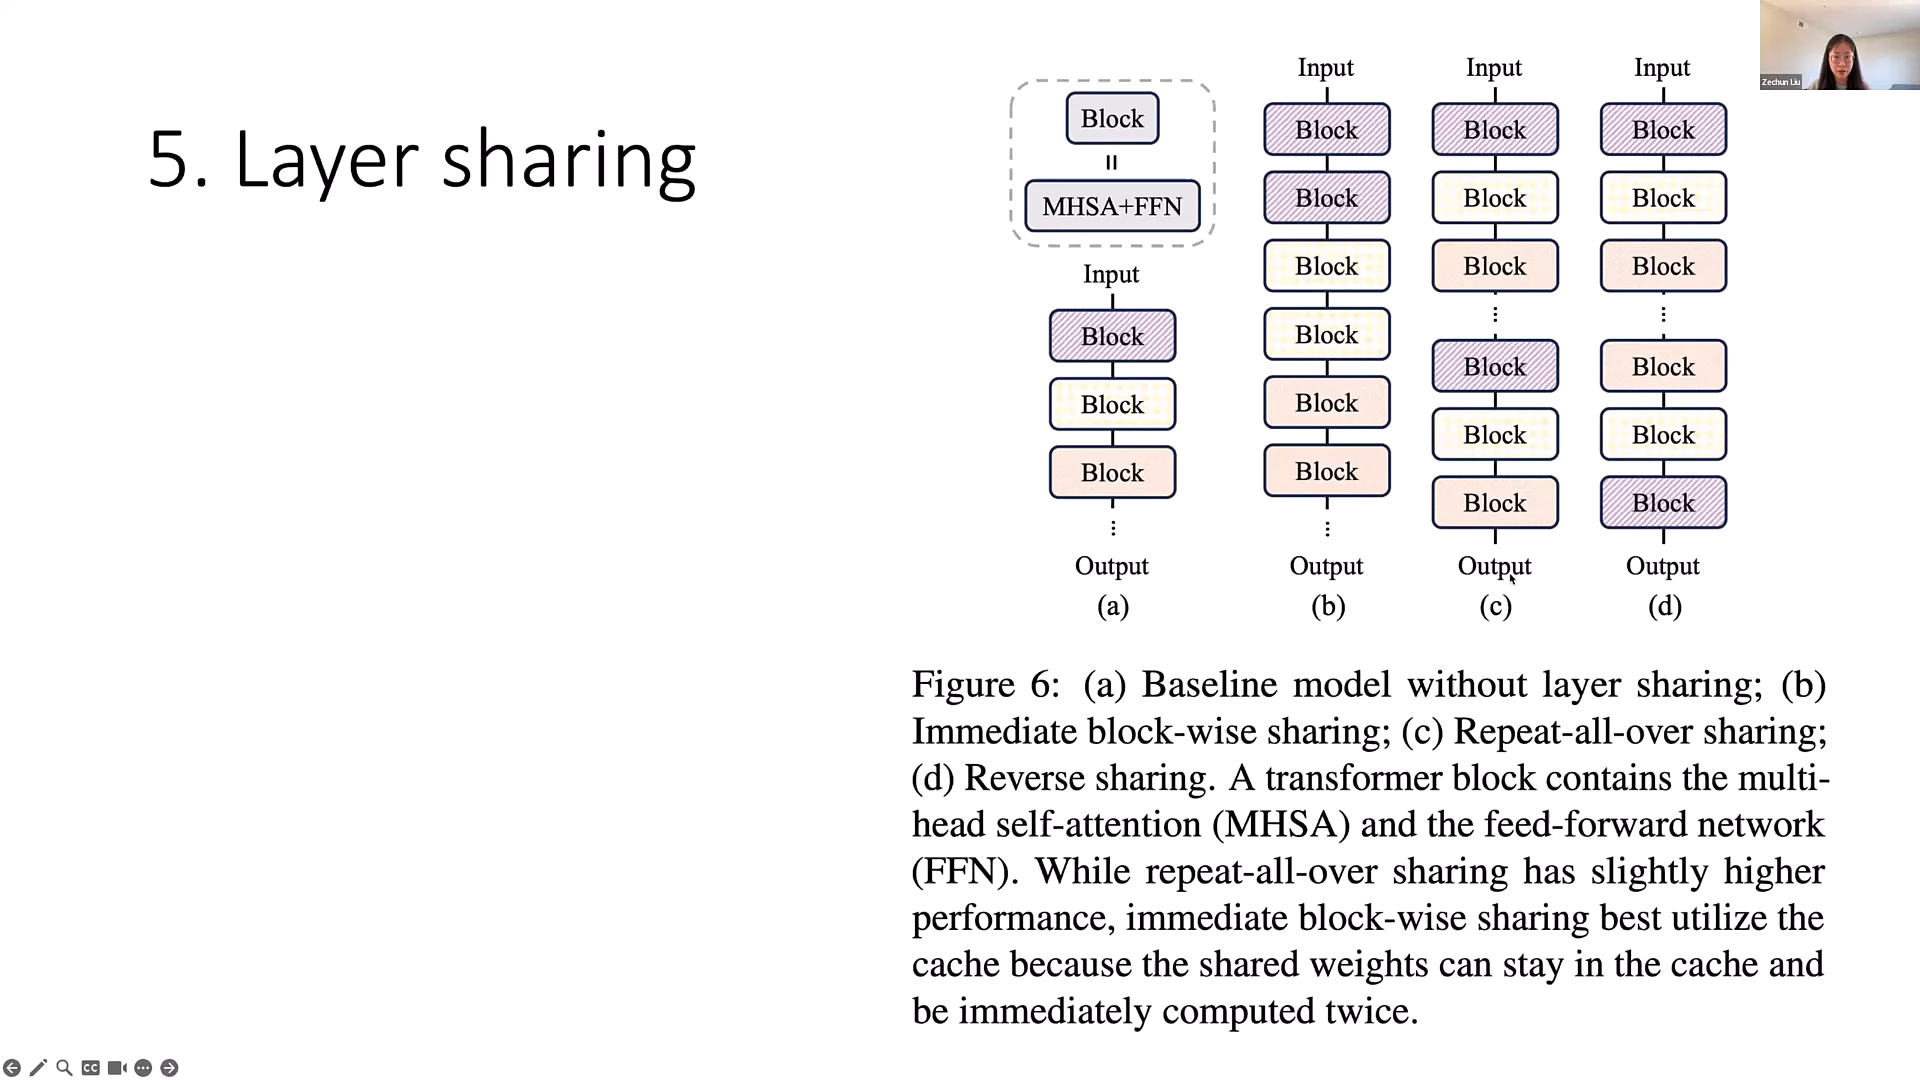 5. Layer sharing
Zechun Liu
Block
=
MHSA+FFN
Input
Block
Block
Block
⋮
Output
(a)
Input
Block
Block
Block
Block
Block
Block
⋮
Output
(b)
Input
Block
Block
Block
⋮
Block
Block
Block
Output
(c)
Input
Block
Block
Block
⋮
Block
Block
Block
Output
(d)
Figure 6: (a) Baseline model without layer sharing; (b)
Immediate block-wise sharing; (c) Repeat-all-over sharing;
(d) Reverse sharing. A transformer block contains the multi-
head self-attention (MHSA) and the feed-forward network
(FFN). While repeat-all-over sharing has slightly higher
performance, immediate block-wise sharing best utilize the
cache because the shared weights can stay in the cache and
be immediately computed twice.
CC